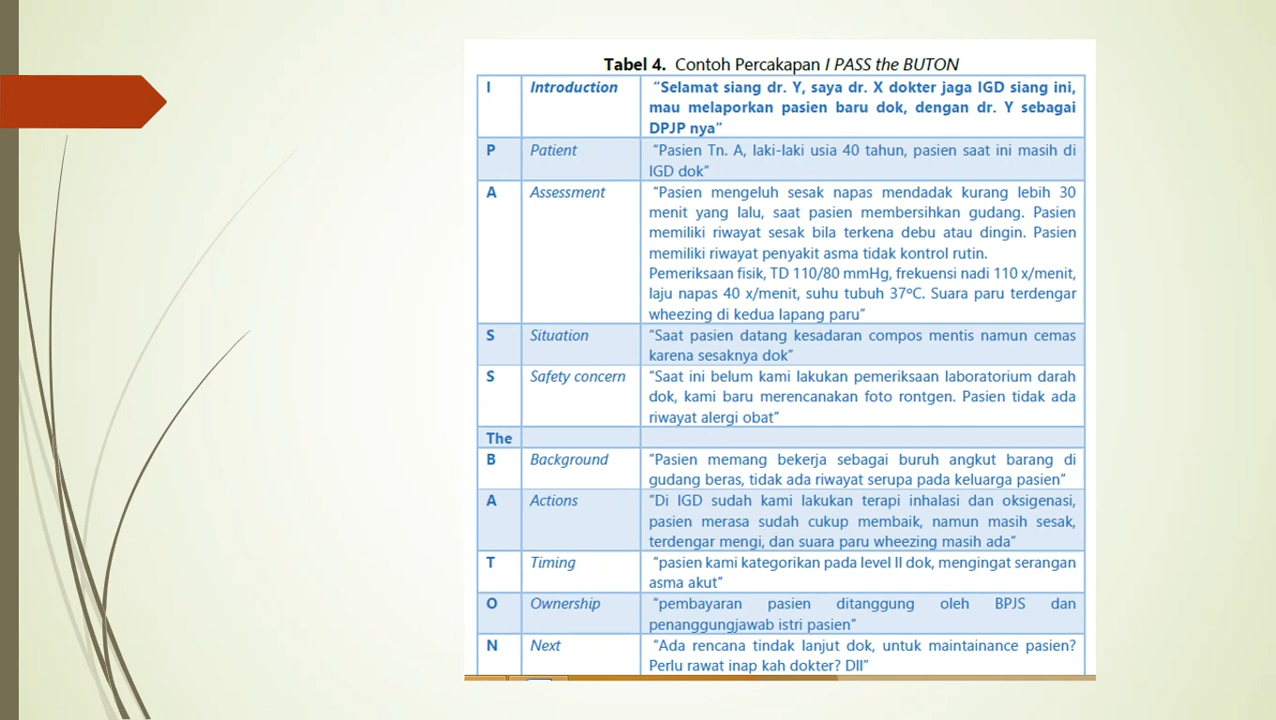 Tabel 4. Contoh Percakapan I PASS the BUTON
I Introduction "Selamat siang dr. Y, saya dr. X dokter jaga IGD siang ini,
mau melaporkan pasien baru dok, dengan dr. Y sebagai
DPJP nya"
P Patient "Pasien Tn. A, laki-laki usia 40 tahun, pasien saat ini masih di
IGD dok"
A Assessment "Pasien mengeluh sesak napas mendadak kurang lebih 30
menit yang lalu, saat pasien membersihkan gudang. Pasien
memiliki riwayat sesak bila terkena debu atau dingin. Pasien
memiliki riwayat penyakit asma tidak kontrol rutin.
Pemeriksaan fisik, TD 110/80 mmHg, frekuensi nadi 110 x/menit,
laju napas 40 x/menit, suhu tubuh 37ºC. Suara paru terdengar
wheezing di kedua lapang paru"
S Situation "Saat pasien datang kesadaran compos mentis namun cemas
karena sesaknya dok"
S Safety concern "Saat ini belum kami lakukan pemeriksaan laboratorium darah
dok, kami baru merencanakan foto rontgen. Pasien tidak ada
riwayat alergi obat"
The
B Background "Pasien memang bekerja sebagai buruh angkut barang di
gudang beras, tidak ada riwayat serupa pada keluarga pasien"
A Actions "Di IGD sudah kami lakukan terapi inhalasi dan oksigenasi,
pasien merasa sudah cukup membaik, namun masih sesak,
terdengar mengi, dan suara paru wheezing masih ada"
T Timing "pasien kami kategorikan pada level II dok, mengingat serangan
asma akut"
O Ownership "pembayaran pasien ditanggung oleh BPJS dan
penanggungjawab istri pasien"
N Next "Ada rencana tindak lanjut dok, untuk maintainance pasien?
Perlu rawat inap kah dokter? Dll"